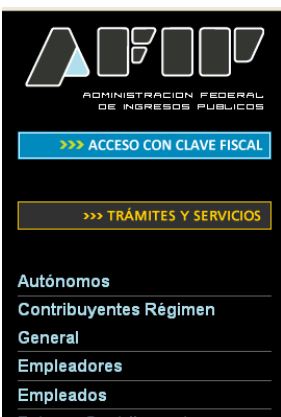 AFIP
ADMINISTRACION FEDERAL
DE INGRESOS PUBLICOS
>>> ACCESO CON CLAVE FISCAL
>>> TRÁMITES Y SERVICIOS
Autónomos
Contribuyentes Régimen
General
Empleadores
Empleados